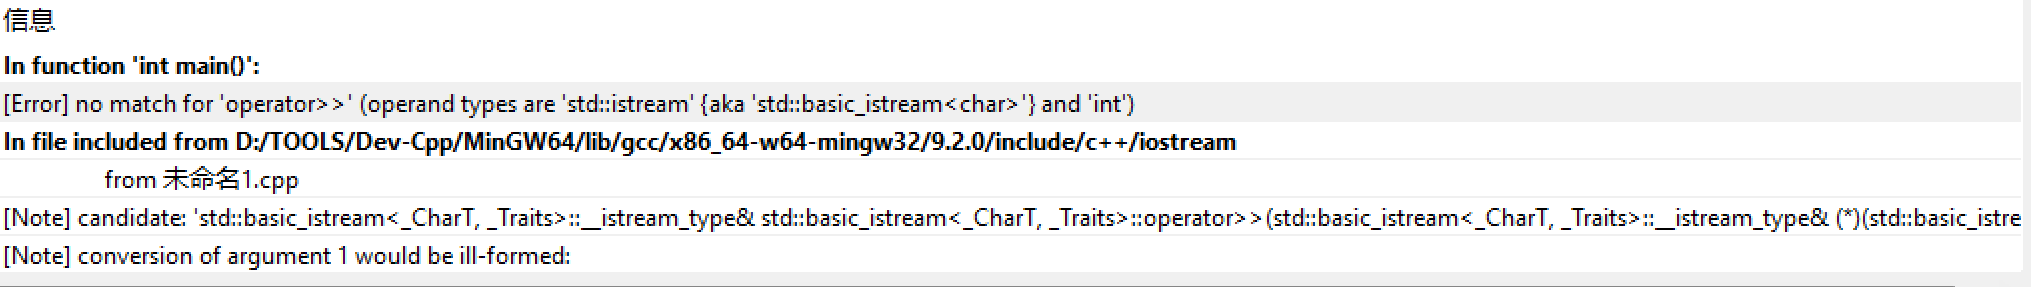 信息
In function 'int main()':
[Error] no match for 'operator>>' (operand types are 'std::istream' {aka 'std::basic_istream<char>'} and 'int')
In file included from D:/TOOLS/Dev-Cpp/MinGW64/lib/gcc/x86_64-w64-mingw32/9.2.0/include/c++/iostream
from 未命名1.cpp
[Note] candidate: 'std::basic_istream<_CharT, _Traits>::__istream_type& std::basic_istream<_CharT, _Traits>::operator>>(std::basic_istream<_CharT, _Traits>::__istream_type& (*)(std::basic_istre
[Note] conversion of argument 1 would be ill-formed: